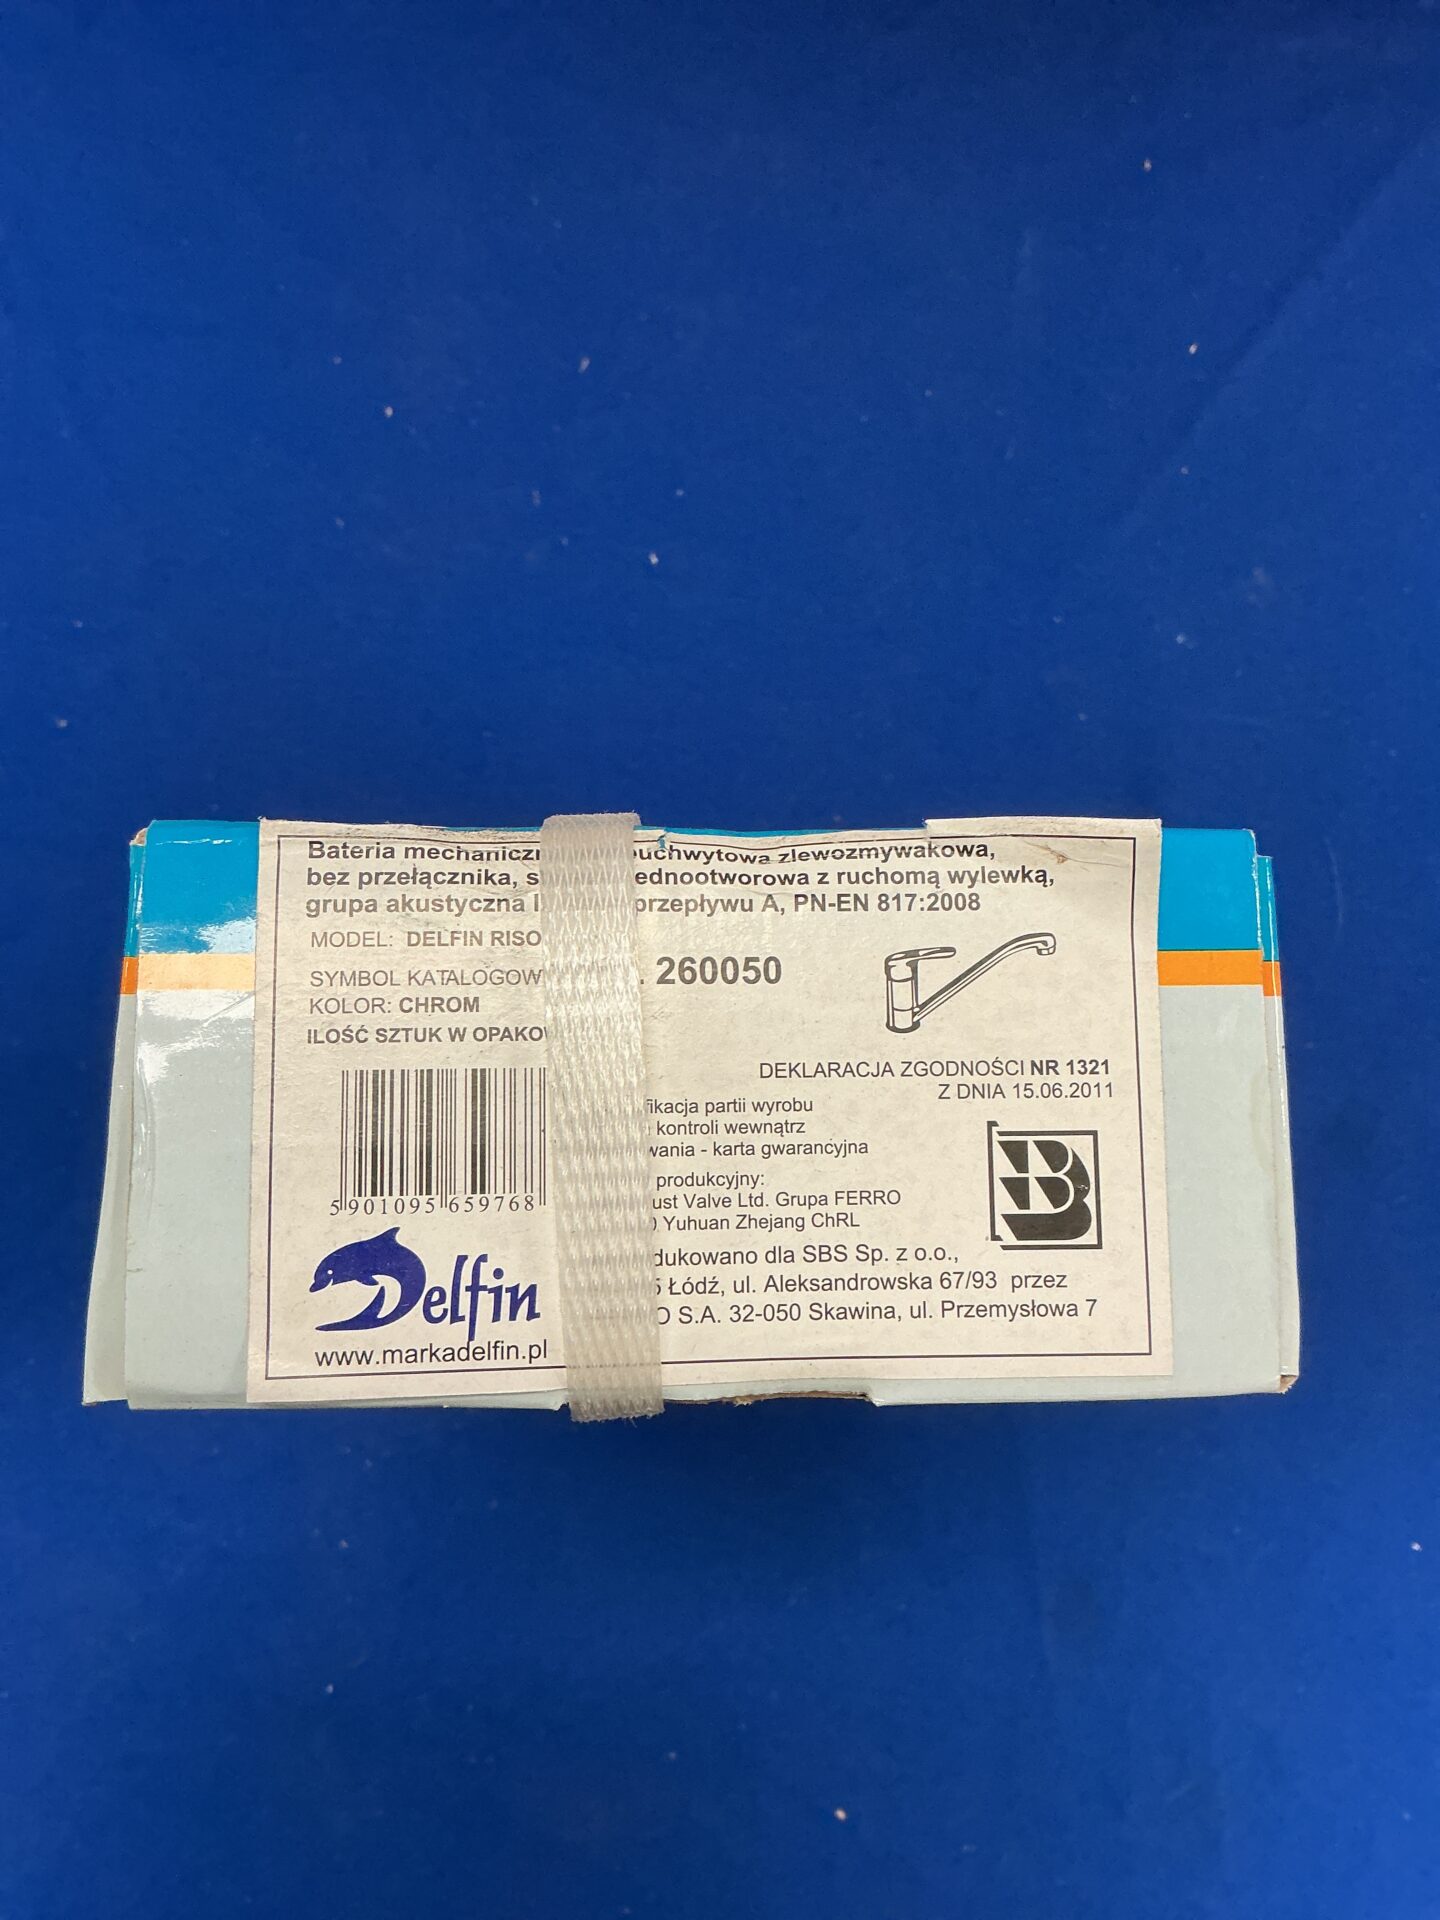 Bateria mechaniczn uchwytowa zlewozmywakowa,
bez przełącznika, s ednootworowa z ruchomą wylewką,
grupa akustyczna I przepływu A, PN-EN 817:2008
MODEL: DELFIN RISO
SYMBOL KATALOGOW . 260050
KOLOR: CHROM
ILOŚĆ SZTUK W OPAKO
DEKLARACJA ZGODNOŚCI NR 1321
Z DNIA 15.06.2011
fikacja partii wyrobu
kontroli wewnątrz
wania - karta gwarancyjna
produkcyjny:
ust Valve Ltd. Grupa FERRO
0 Yuhuan Zhejang ChRL
5 901095 659768
B
dukowano dla SBS Sp. z o.o.,
5 Łódź, ul. Aleksandrowska 67/93 przez
O S.A. 32-050 Skawina, ul. Przemysłowa 7
Delfin
www.markadelfin.pl